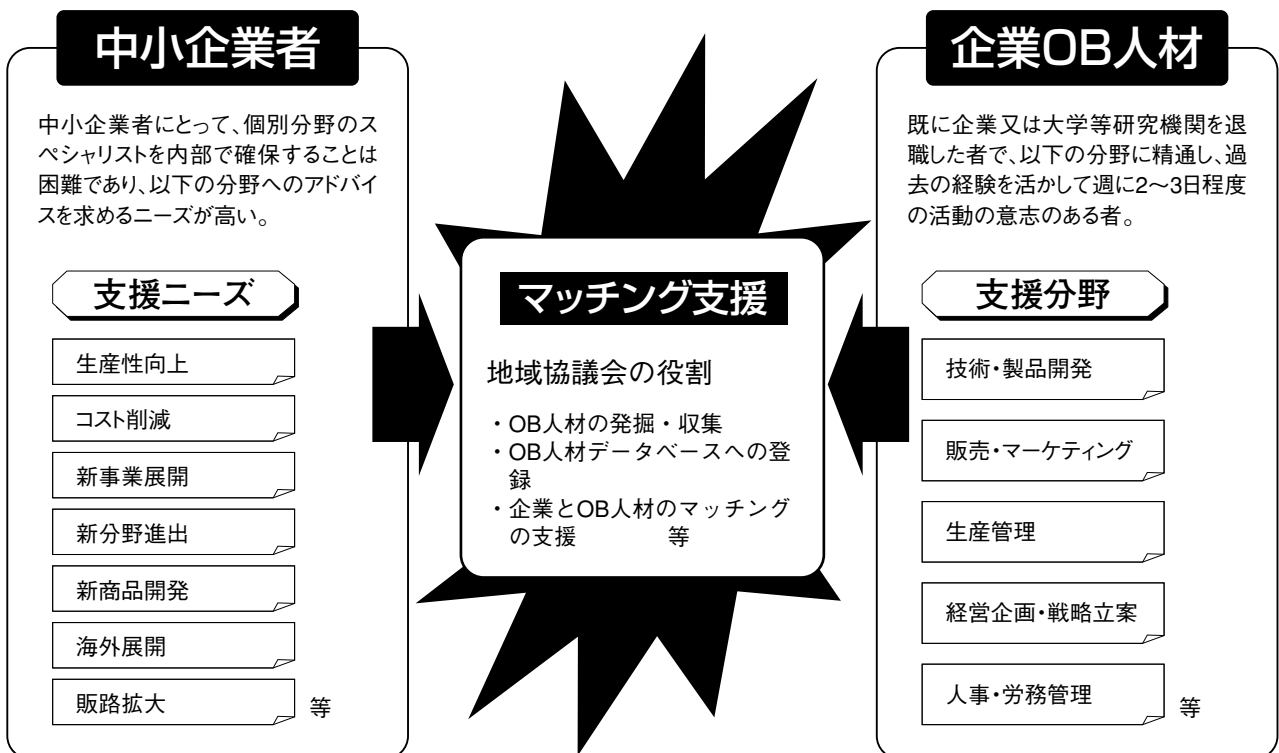 中小企業者
中小企業者にとって、個別分野のス
ペシャリストを内部で確保することは
困難であり、以下の分野へのアドバイ
スを求めるニーズが高い。
支援ニーズ
生産性向上
コスト削減
新事業展開
新分野進出
新商品開発
海外展開
販路拡大
等
マッチング支援
地域協議会の役割
・OB人材の発掘・収集
・OB人材データベースへの登
録
・企業とOB人材のマッチング
の支援 等
企業OB人材
既に企業又は大学等研究機関を退
職した者で、以下の分野に精通し、過
去の経験を活かして週に2〜3日程度
の活動の意志のある者。
支援分野
技術・製品開発
販売・マーケティング
生産管理
経営企画・戦略立案
人事・労務管理
等